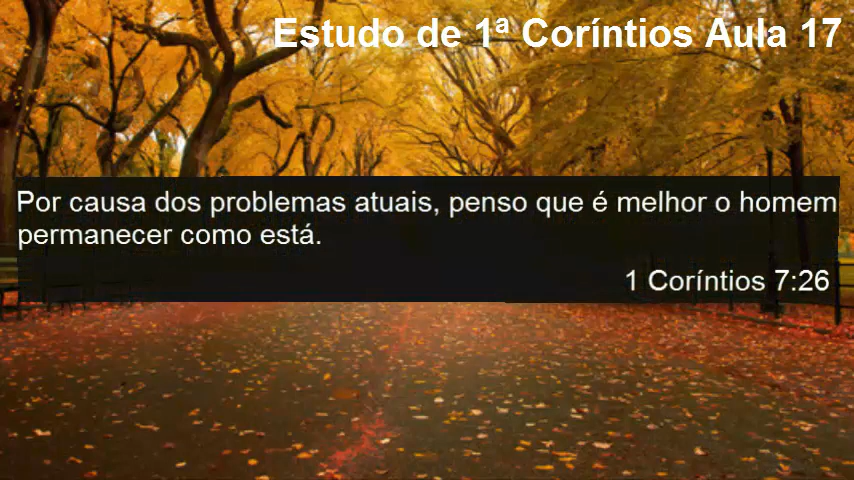 Estudo de 1ª Coríntios Aula 17
Por causa dos problemas atuais, penso que é melhor o homem
permanecer como está.
1 Coríntios 7:26